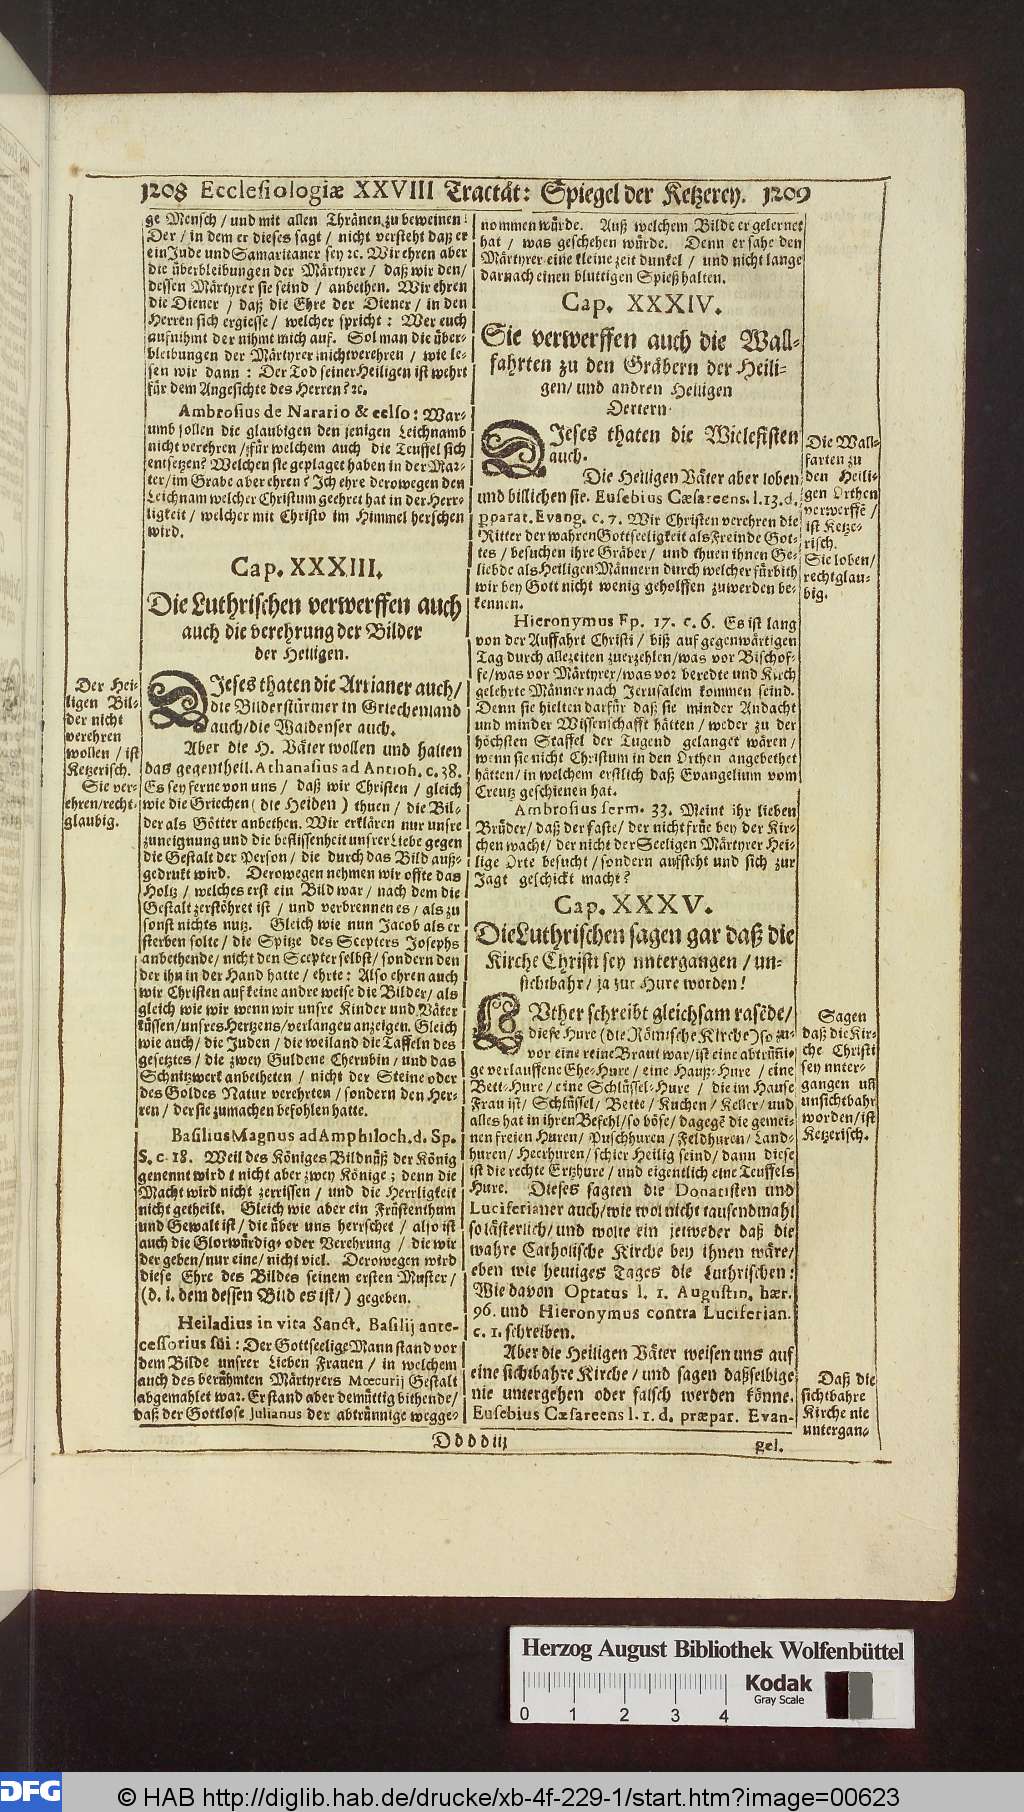 1208 Ecclesiologiæ XXVIII Tractät: Spiegel der Ketzerey. 1209
ge Mensch / und mit allen Thränen zu beweinen!
Der / in dem er dieses sagt / nicht versteht daß er
ein Jude und Samaritaner sey ꝛc. Wir ehren aber
die überbleibungen der Märtyrer / daß wir den /
dessen Märtyrer sie seind / anbethen. Wir ehren
die Diener / daß die Ehre der Diener / in den
Herren sich ergiesse / welcher spricht: Wer euch
aufnihmt der nihmt mich auf. Sol man die über-
bleibungen der Märtyrer nicht verehren / wie le-
sen wir dann: Der Tod seiner Heiligen ist wehrt
für dem Angesichte des Herren? ꝛc.
Ambrosius de Narario & celso: War-
umb sollen die glaubigen den jenigen Leichnamb
nicht verehren / für welchem auch die Teuffel sich
entsetzen? Welchen sie geplaget haben in der Mar-
ter / im Grabe aber ehren? Ich ehre derowegen den
Leichnam welcher Christum geehret hat in der Herr-
ligkeit / welcher mit Christo im Himmel herschen
wird.
Cap. XXXIII.
Die Luthrischen verwerffen auch
auch die verehrung der Bilder
der Heiligen.
Der Hei-
ligen Bil-
der nicht
verehren
wollen / ist
Ketzerisch.
Sie ver-
ehren / recht-
glaubig.
DIeses thaten die Arrianer auch /
die Bilderstürmer in Griechenland
auch / die Waldenser auch.
Aber die H. Väter wollen und halten
das gegentheil. Athanasius ad Antioh. c. 38.
Es sey ferne von uns / daß wir Christen / gleich
wie die Griechen (die Heiden) thuen / die Bil-
der als Götter anbethen. Wir erklären nur unsre
zuneignung und die beflissenheit unsrer Liebe gegen
die Gestalt der Person / die durch das Bild auß-
gedrukt wird. Derowegen nehmen wir offte das
Holtz / welches erst ein Bild war / nach dem die
Gestalt zerstöhret ist / und verbrennen es / als zu
sonst nichts nutz. Gleich wie nun Jacob als er
sterben solte / die Spitze des Scepters Josephs
anbethende / nicht den Scepter selbst / sondern den
der ihn in der Hand hatte / ehrte: Also ehren auch
wir Christen auf keine andre weise die Bilder / als
gleich wie wir wenn wir unsre Kinder und Väter
küssen / unsres Hertzens / verlangen anzeigen. Gleich
wie auch / die Juden / die weiland die Taffeln des
gesetztes / die zwey Guldene Cherubin / und das
Schnitzwerk anbetheten / nicht der Steine oder
des Goldes Natur verehrten / sondern den Her-
ren / der sie zumachen befohlen hatte.
Basilius Magnus ad Amphiloch. d. Sp.
S. c. 18. Weil des Königes Bildnüß der König
genennt wird t nicht aber zwey Könige; denn die
Macht wird nicht zerrissen / und die Herrligkeit
nicht getheilt. Gleich wie aber ein Früstenthum
und Gewalt ist / die über uns herrschet / also ist
auch die Glorwürdig- oder Verehrung / die wir
der geben / nur eine / nicht viel. Derowegen wird
diese Ehre des Bildes seinem ersten Muster /
(d. i. dem dessen Bild es ist /) gegeben.
Heiladius in vita Sanct. Basilij ante-
cessorius sui: Der Gottseelige Mann stand vor
dem Bilde unsrer Lieben Frauen / in welchem
auch des berühmten Märtyrers Mœcurij Gestalt
abgemahlet war. Er stand aber demüttig bithende /
daß der Gottlose Julianus der abtrünnige wegge-
nommen würde. Auß welchem Bilde er gelernet
hat / was geschehen würde. Denn er sahe den
Märtyrer eine kleine zeit dunkel / und nicht lange
darnach einen bluttigen Spieß halten.
Cap. XXXIV.
Sie verwerffen auch die Wall-
fahrten zu den Gräbern der Heili-
gen / und andren Heiligen
Oertern.
DIeses thaten die Wiclefisten
auch.
Die Heiligen Väter aber loben
und billichen sie. Eusebius Cæsareens. l. 13. d.
pparat. Evang. c. 7. Wir Christen verehren die
Ritter der wahren Gottseeligkeit als Freinde Got-
tes / besuchen ihre Gräber / und thuen ihnen Ge-
liebde als Heiligen Männern durch welcher fürbith
wir bey Gott nicht wenig geholffen zuwerden be-
kennen.
Die Wall-
farten zu
den Heili-
gen Orthen
verwerffē /
ist Ketze-
risch.
Sie loben /
rechtglau-
big.
Hieronymus Ep. 17. c. 6. Es ist lang
von der Auffahrt Christi / biß auf gegenwärtigen
Tag durch alle zeiten zuerzehlen / was vor Bischof-
fe / was vor Märtyrer / was vor beredte und Kirch
gelehrte Männer nach Jerusalem kommen seind.
Denn sie hielten darfür daß sie minder Andacht
und minder Wissenschafft hätten / weder zu der
höchsten Staffel der Tugend gelanget wären /
wenn sie nicht Christum in den Orthen angebethet
hätten / in welchem erstlich daß Evangelium vom
Creutz geschienen hat.
Ambrosius serm. 33. Meint ihr lieben
Brüder / daß der faste / der nicht früe bey der Kir-
chen wacht / der nicht der Seeligen Märtyrer Hei-
lige Orte besucht / sondern aufsteht und sich zur
Jagt geschickt macht?
Cap. XXXV.
Die Luthrischen sagen gar daß die
Kirche Christi sey untergangen / un-
sichtbahr / ja zur Hure worden!
LUther schreibt gleichsam rasēde /
diese Hure (die Römische Kirche) so zu-
vor eine reine Braut war / ist eine abtrünni-
ge verlauffene Ehe-Hure / eine Hauß-Hure / eine
Bett-Hure / eine Schlüssel-Hure / die im Hause
Frau ist / Schlüssel / Bette / Kuchen / Keller / und
alles hat in ihren Befehl / so böse / dagegē die gemei-
nen freien Huren / Puschhuren / Feldhuren / Land-
huren / Heerhuren / schier Heilig seind / dann diese
ist die rechte Ertzhure / und eigentlich eine Teuffels
Hure. Dieses sagten die Donatisten und
Luciferianer auch / wie wol nicht tausendmahl
so lästerlich / und wolte ein jetweder daß die
wahre Catholische Kirche bey ihnen wäre /
eben wie heutiges Tages die Luthrischen:
Wie davon Optatus l. 1. Augustin. hær.
96. und Hieronymus contra Luciferian.
c. 1. schreiben.
Sagen
daß die Kir-
che Christi
sey unter-
gangen uñ
unsichtbahr
worden / ist
Ketzerisch.
Aber die Heiligen Väter weisen uns auf
eine sichtbahre Kirche / und sagen daß selbige
nie untergehen oder falsch werden könne.
Eusebius Cæsareens l. 1. d. præpar. Evan-
Daß die
sichtbahre
Kirche nie
untergan-
Ddddiij
gel.
Herzog August Bibliothek Wolfenbüttel
Kodak
Gray Scale
0 1 2 3 4
DFG
© HAB http://diglib.hab.de/drucke/xb-4f-229-1/start.htm?image=00623